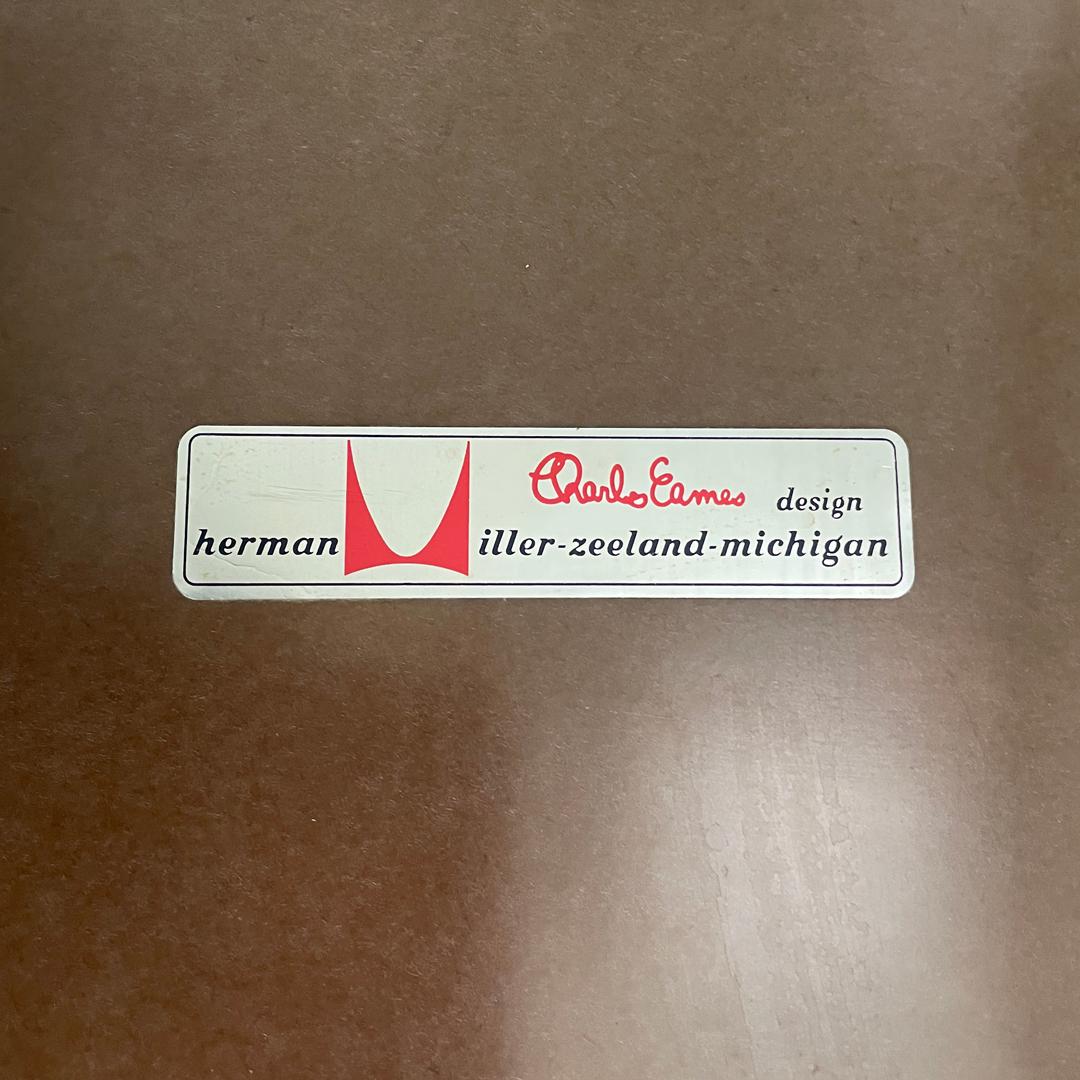 Charles Eames design
herman miller-zeeland-michigan